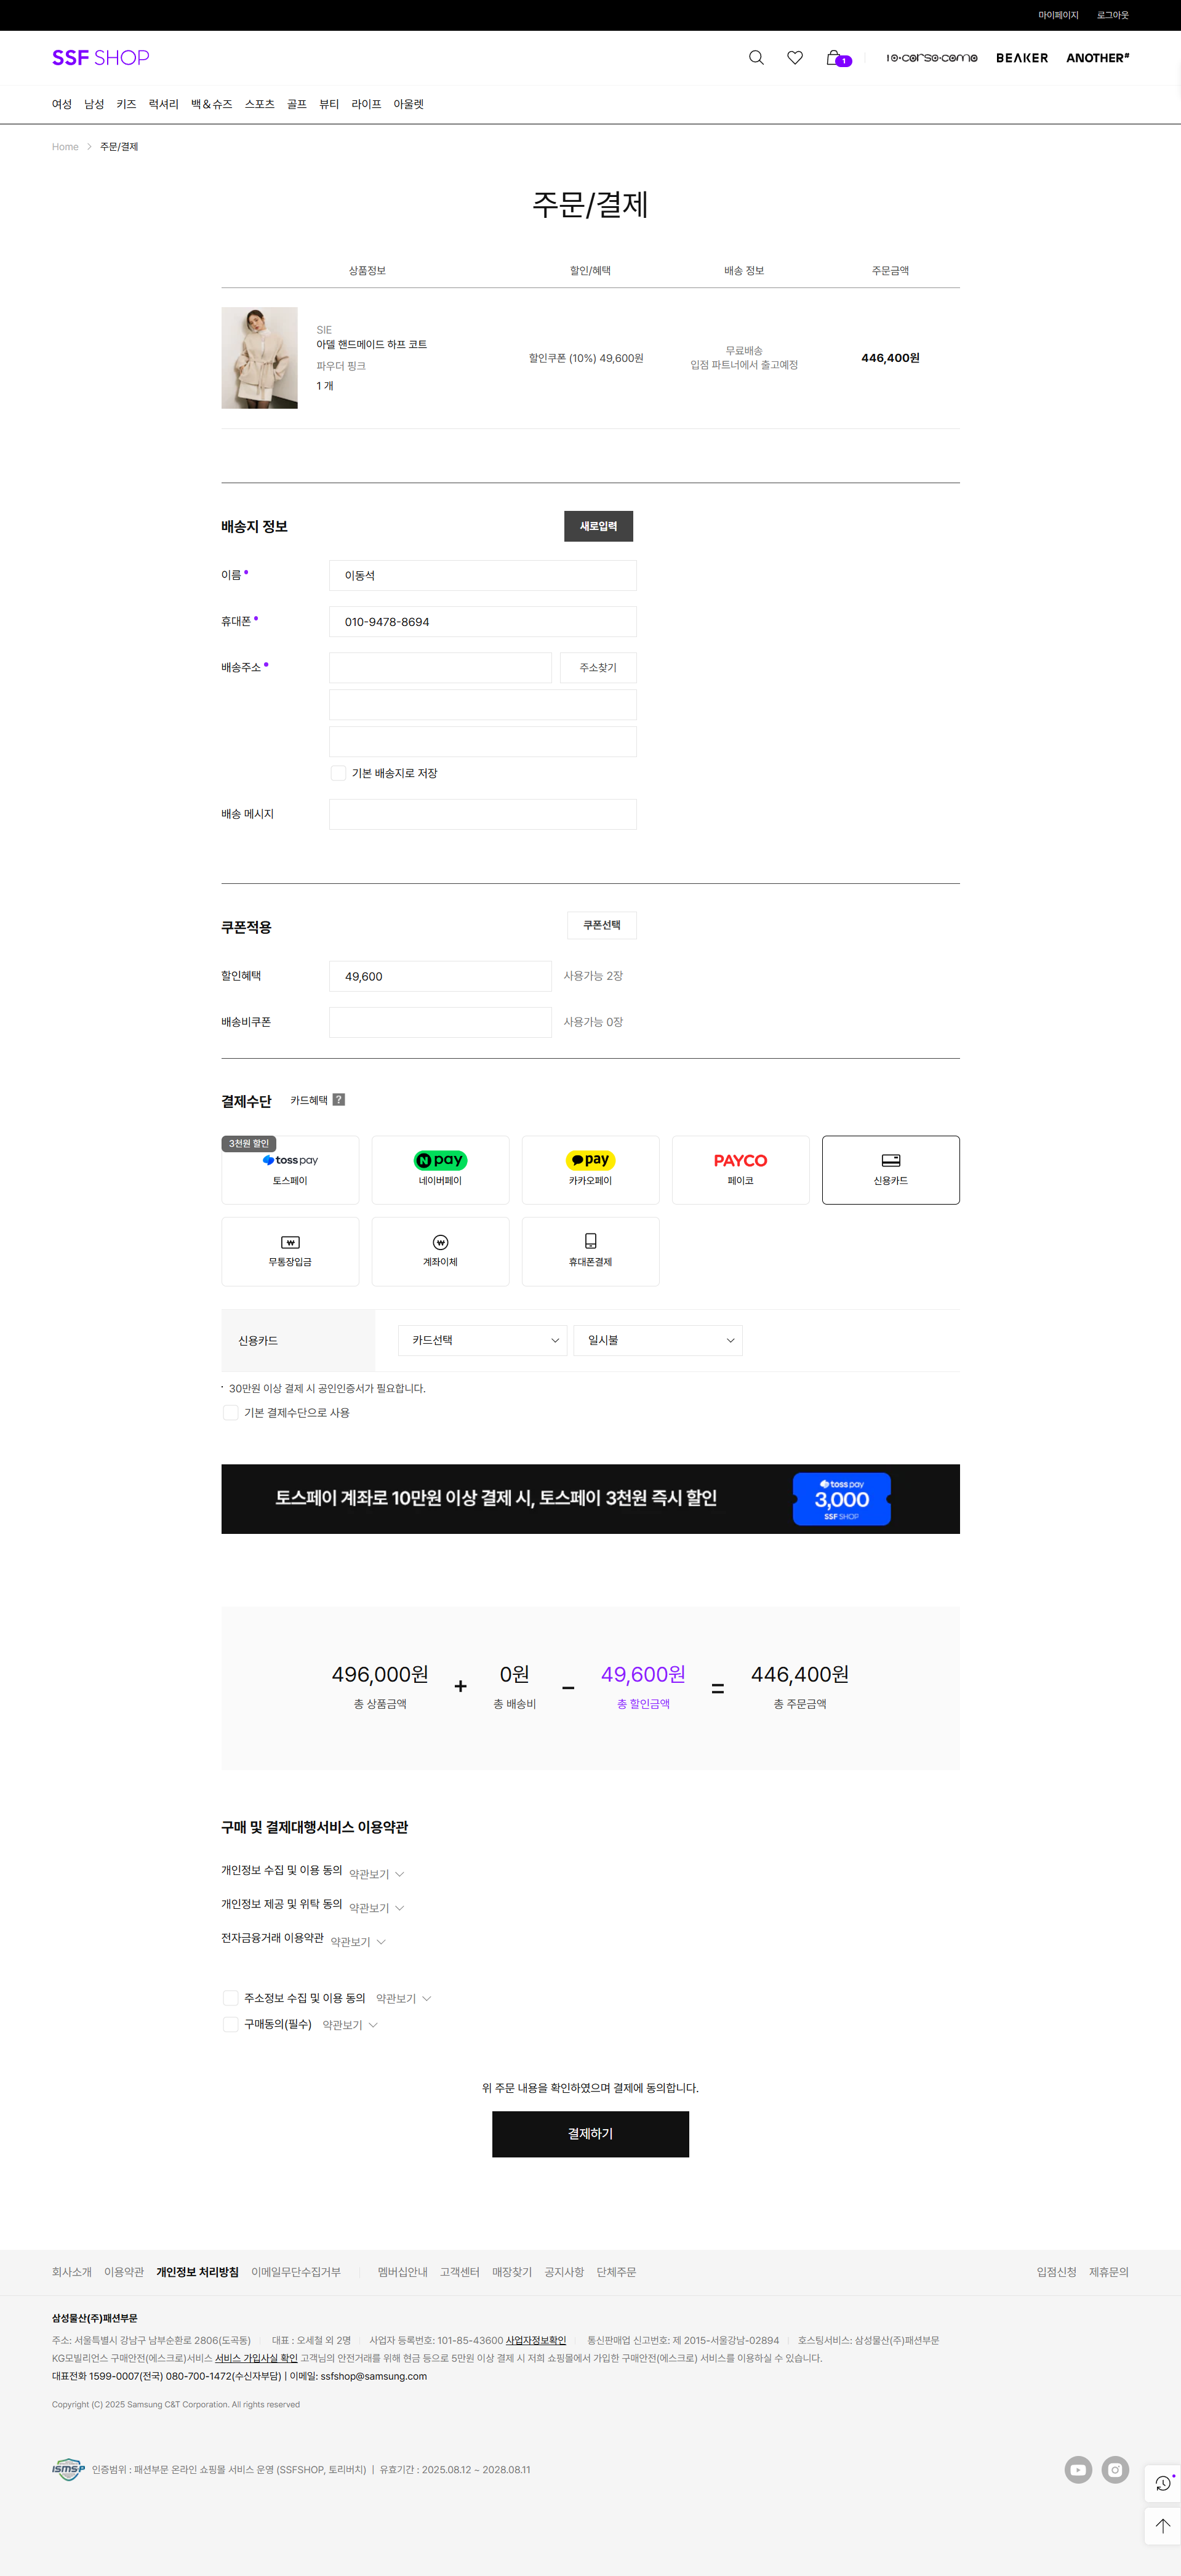 마이페이지 로그아웃
SSF SHOP
1
10·corso·como BEAKER ANOTHER#
여성 남성 키즈 럭셔리 백&슈즈 스포츠 골프 뷰티 라이프 아울렛
Home > 주문/결제
주문/결제
상품정보 할인/혜택 배송 정보 주문금액
SIE
아델 핸드메이드 하프 코트
파우더 핑크
1 개
할인쿠폰 (10%) 49,600원
무료배송
입점 파트너에서 출고예정
446,400원
배송지 정보 새로입력
이름 이동석
휴대폰 010-9478-8694
배송주소 주소찾기
기본 배송지로 저장
배송 메시지
쿠폰적용 쿠폰선택
할인혜택 49,600 사용가능 2장
배송비쿠폰 사용가능 0장
결제수단 카드혜택 ?
3천원 할인
toss pay N pay pay PAYCO
토스페이 네이버페이 카카오페이 페이코 신용카드
무통장입금 계좌이체 휴대폰결제
신용카드 카드선택 일시불
· 30만원 이상 결제 시 공인인증서가 필요합니다.
기본 결제수단으로 사용
토스페이 계좌로 10만원 이상 결제 시, 토스페이 3천원 즉시 할인
toss pay
3,000
SSF SHOP
496,000원 + 0원 - 49,600원 = 446,400원
총 상품금액 총 배송비 총 할인금액 총 주문금액
구매 및 결제대행서비스 이용약관
개인정보 수집 및 이용 동의 약관보기
개인정보 제공 및 위탁 동의 약관보기
전자금융거래 이용약관 약관보기
주소정보 수집 및 이용 동의 약관보기
구매동의(필수) 약관보기
위 주문 내용을 확인하였으며 결제에 동의합니다.
결제하기
회사소개 이용약관 개인정보 처리방침 이메일무단수집거부 멤버십안내 고객센터 매장찾기 공지사항 단체주문 입점신청 제휴문의
삼성물산(주)패션부문
주소: 서울특별시 강남구 남부순환로 2806(도곡동) 대표 : 오세철 외 2명 사업자 등록번호: 101-85-43600 사업자정보확인 통신판매업 신고번호: 제 2015-서울강남-02894 호스팅서비스: 삼성물산(주)패션부문
KG모빌리언스 구매안전(에스크로)서비스 서비스 가입사실 확인 고객님의 안전거래를 위해 현금 등으로 5만원 이상 결제 시 저희 쇼핑몰에서 가입한 구매안전(에스크로) 서비스를 이용하실 수 있습니다.
대표전화 1599-0007(전국) 080-700-1472(수신자부담) | 이메일: ssfshop@samsung.com
Copyright (C) 2025 Samsung C&T Corporation. All rights reserved
ISMS-P 인증범위 : 패션부문 온라인 쇼핑몰 서비스 운영 (SSFSHOP, 토리버치) | 유효기간 : 2025.08.12 ~ 2028.08.11